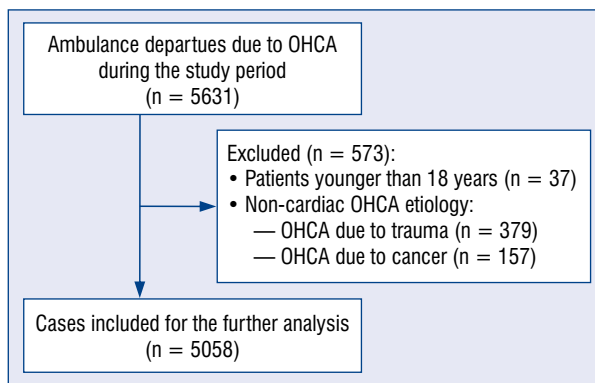 Ambulance departues due to OHCA
during the study period
(n = 5631)
Excluded (n = 573):
• Patients younger than 18 years (n = 37)
• Non-cardiac OHCA etiology:
— OHCA due to trauma (n = 379)
— OHCA due to cancer (n = 157)
Cases included for the further analysis
(n = 5058)